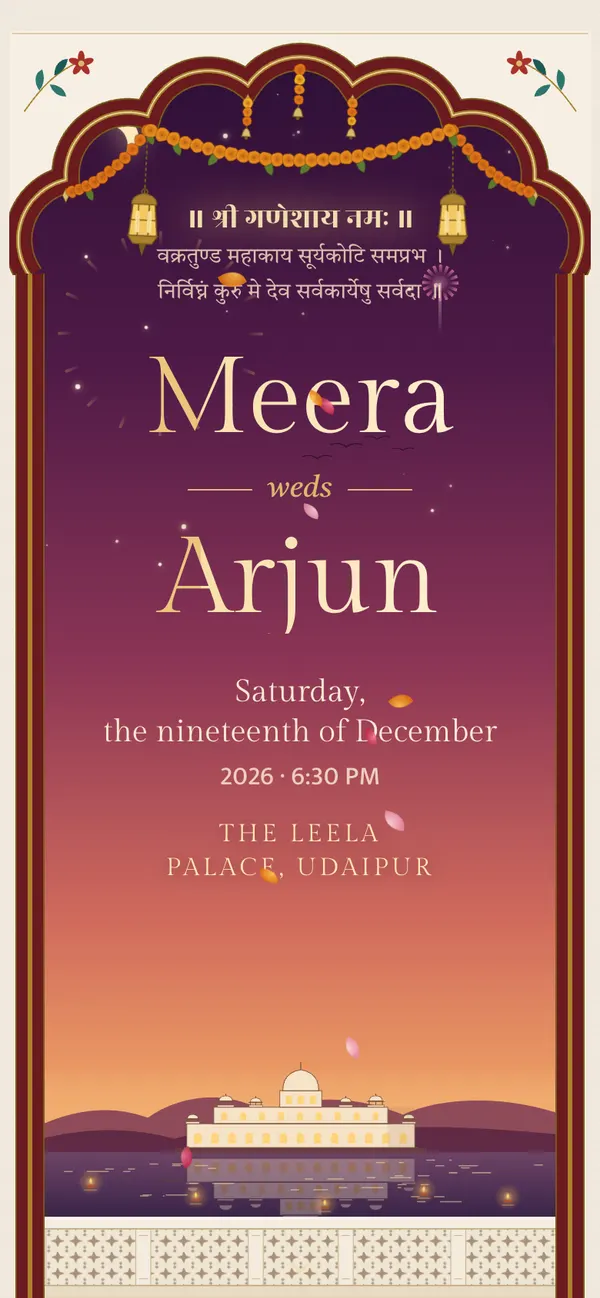 ॥ श्री गणेशाय नमः ॥
वक्रतुण्ड महाकाय सूर्यकोटि समप्रभ ।
निर्विघ्नं कुरु मे देव सर्वकार्येषु सर्वदा ॥
Meera
weds
Arjun
Saturday,
the nineteenth of December
2026 · 6:30 PM
THE LEELA
PALACE, UDAIPUR